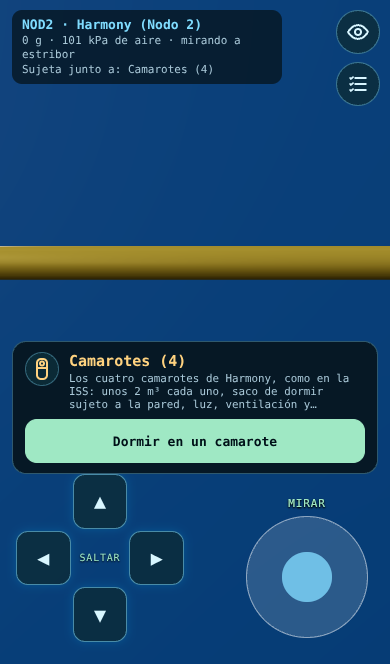 NOD2 · Harmony (Nodo 2)
0 g · 101 kPa de aire · mirando a
estribor
Sujeta junto a: Camarotes (4)
Camarotes (4)
Los cuatro camarotes de Harmony, como en la
ISS: unos 2 m³ cada uno, saco de dormir
sujeto a la pared, luz, ventilación y…
Dormir en un camarote
MIRAR
SALTAR